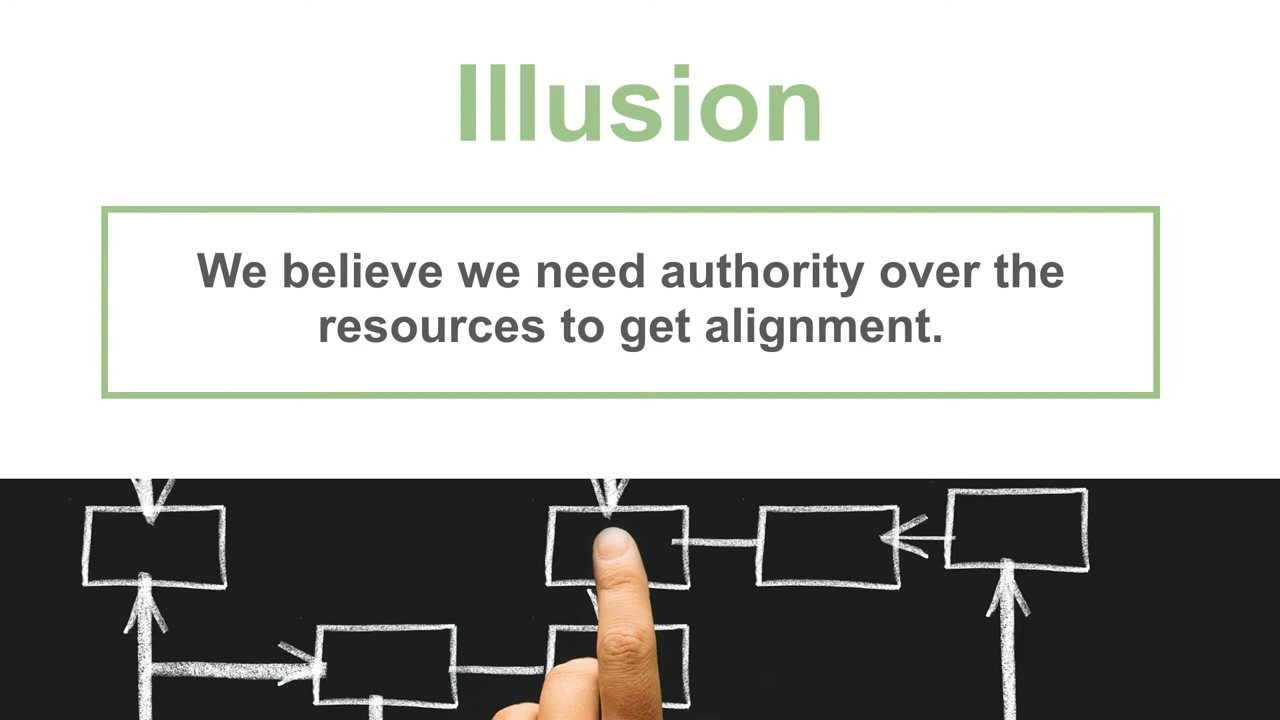 Illusion
We believe we need authority over the
resources to get alignment.